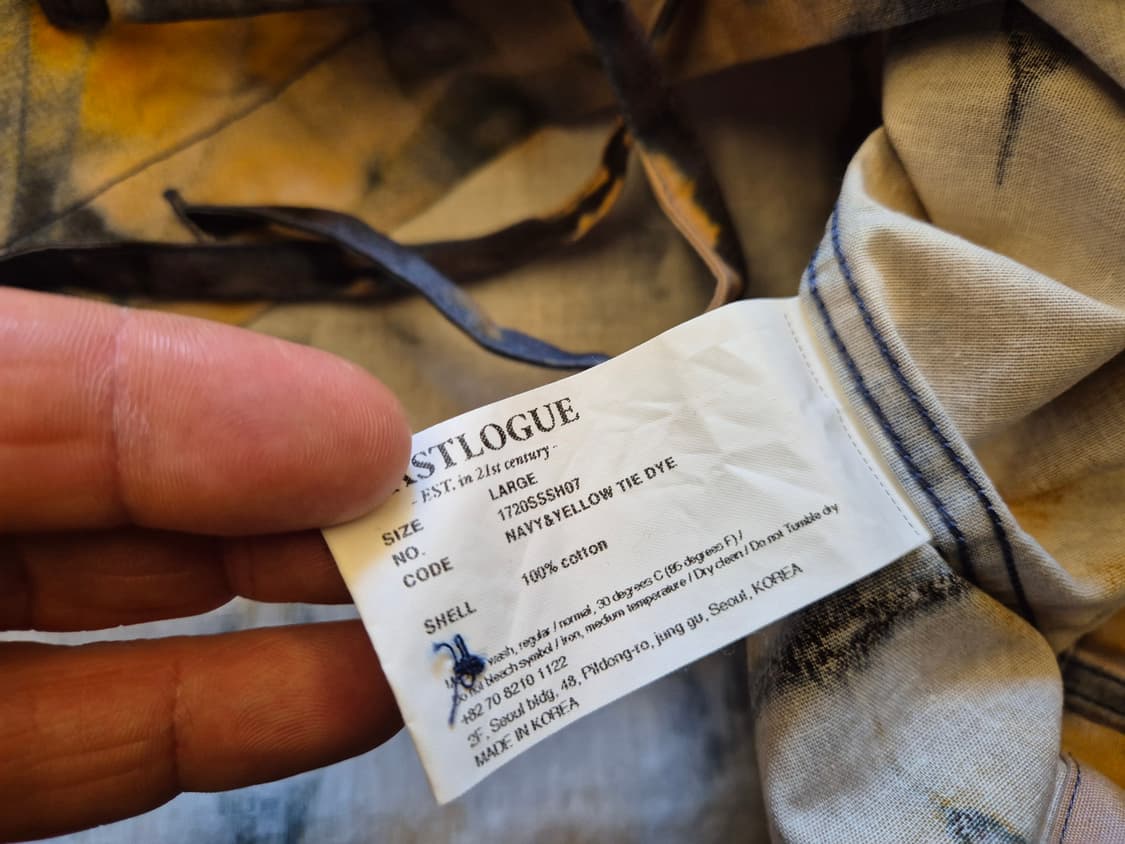 ASTLOGUE
- EST. in 21st century -
SIZE LARGE
NO. 1720SSSH07
CODE NAVY&YELLOW TIE DYE
SHELL 100% cotton
wash, regular / normal, 30 degrees C (86 degrees F) /
not bleach symbol / Iron, medium temperature / Dry clean / Do not Tumble dry
+82 70 8210 1122
3F, Seoul bldg, 48, Pildong-ro, jung gu, Seoul, KOREA
MADE IN KOREA